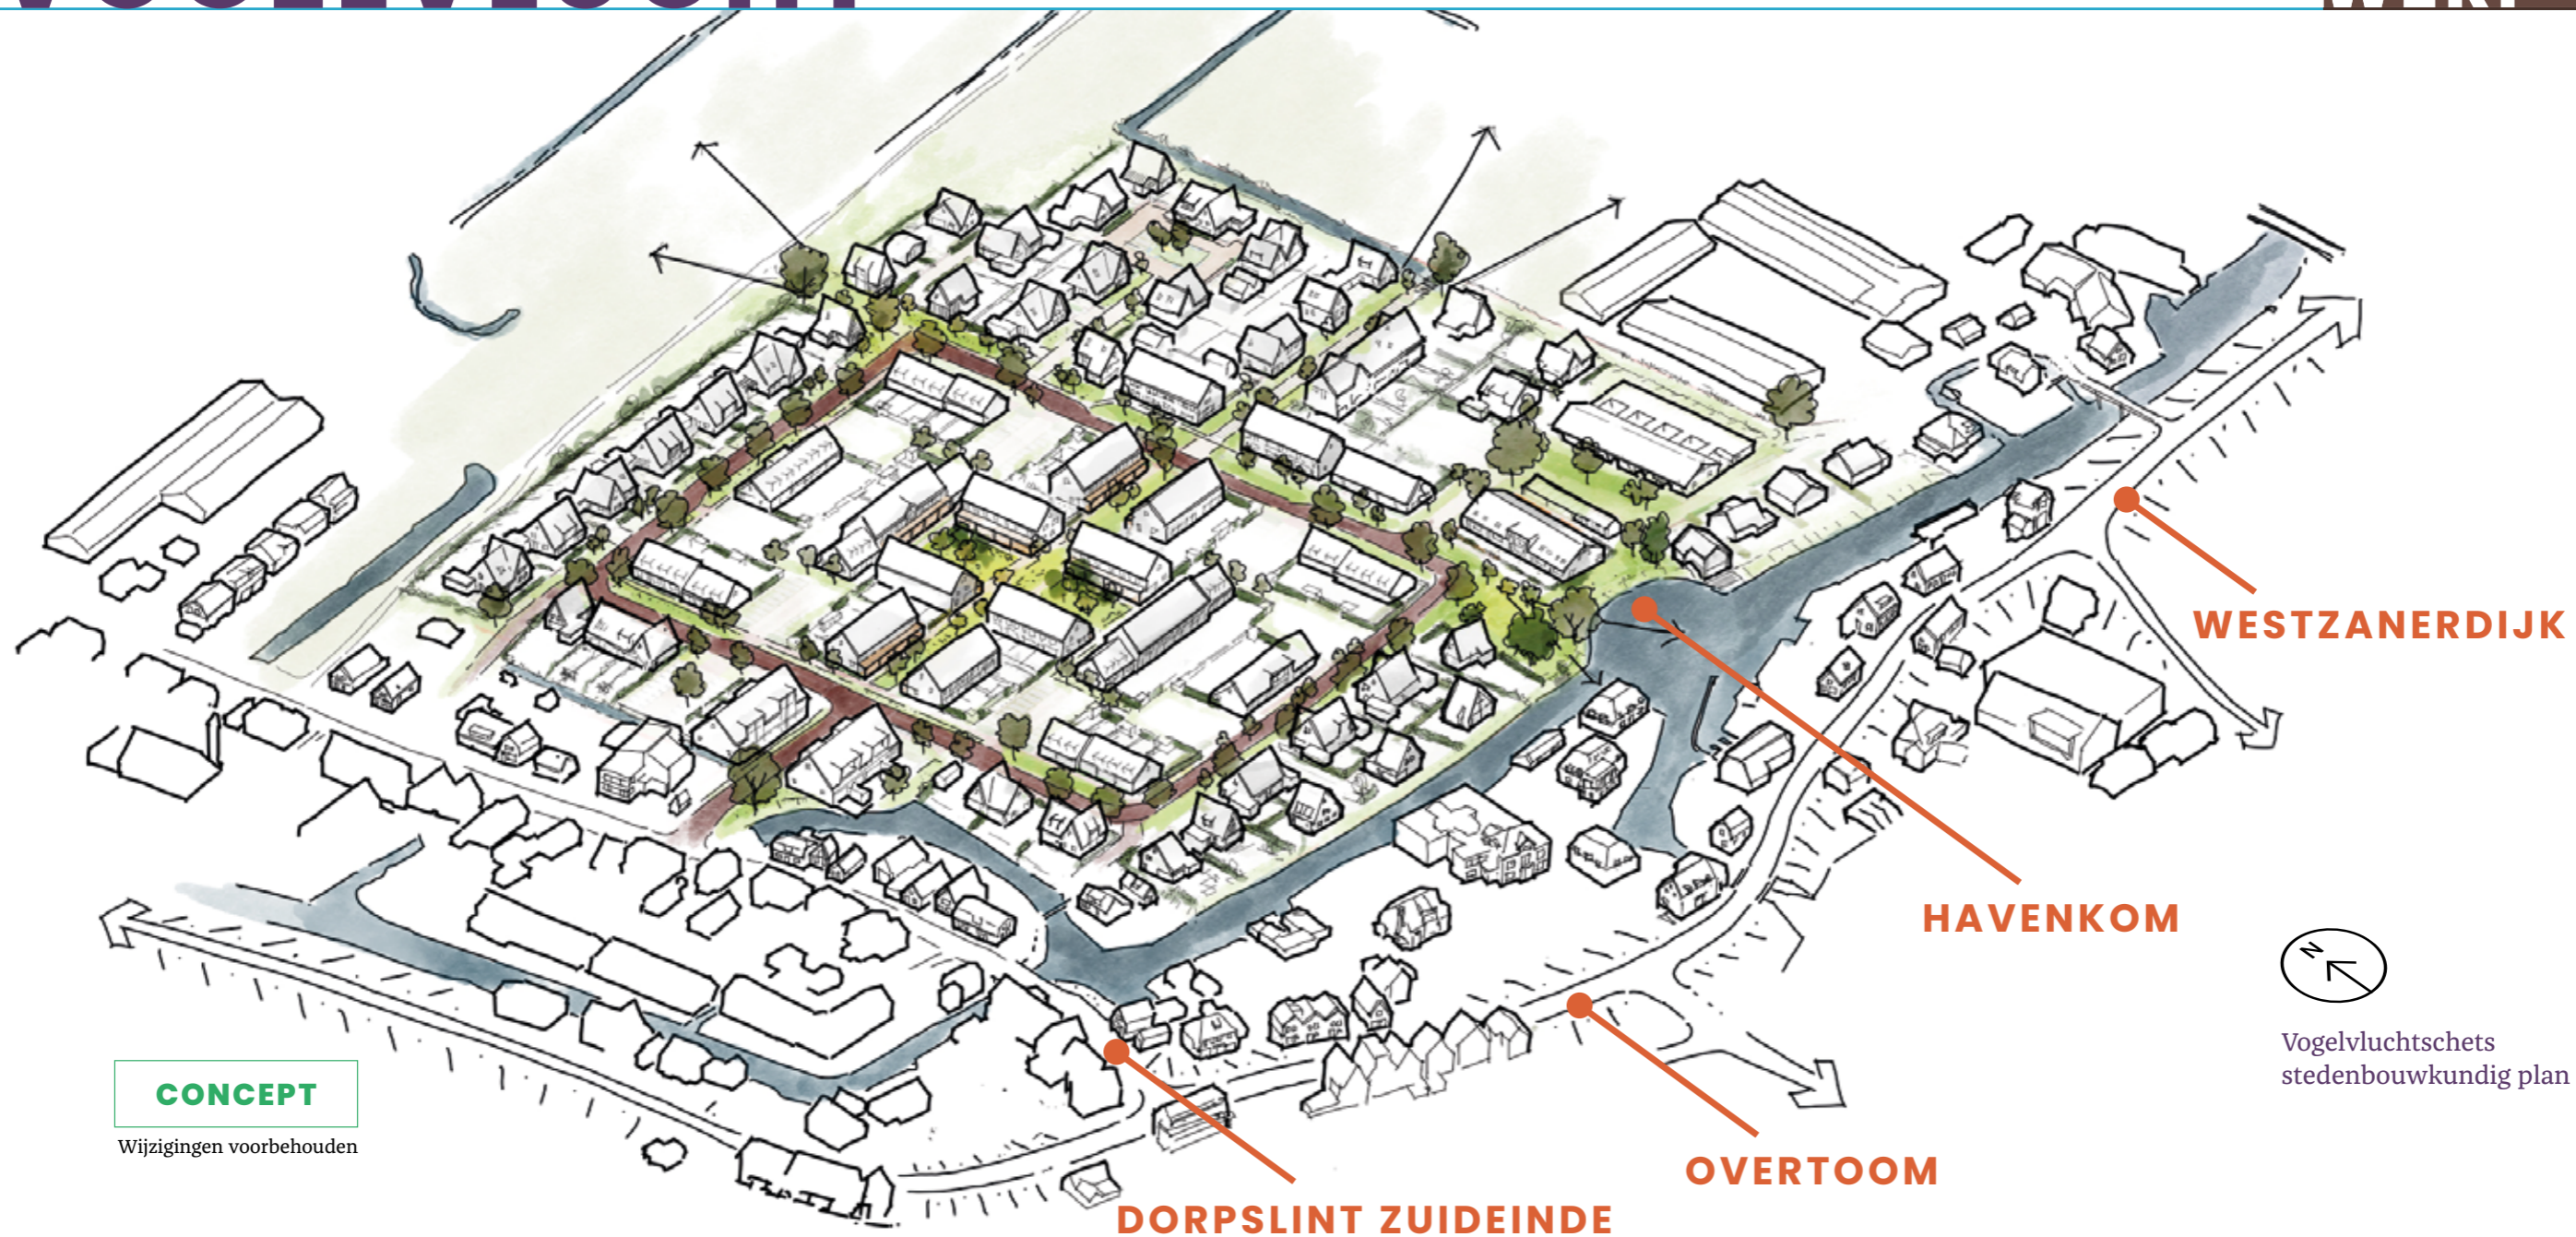 WESTZANERDIJK
HAVENKOM
N
Vogelvluchtschets
stedenbouwkundig plan
CONCEPT
Wijzigingen voorbehouden
OVERTOOM
DORPSLINT ZUIDEINDE